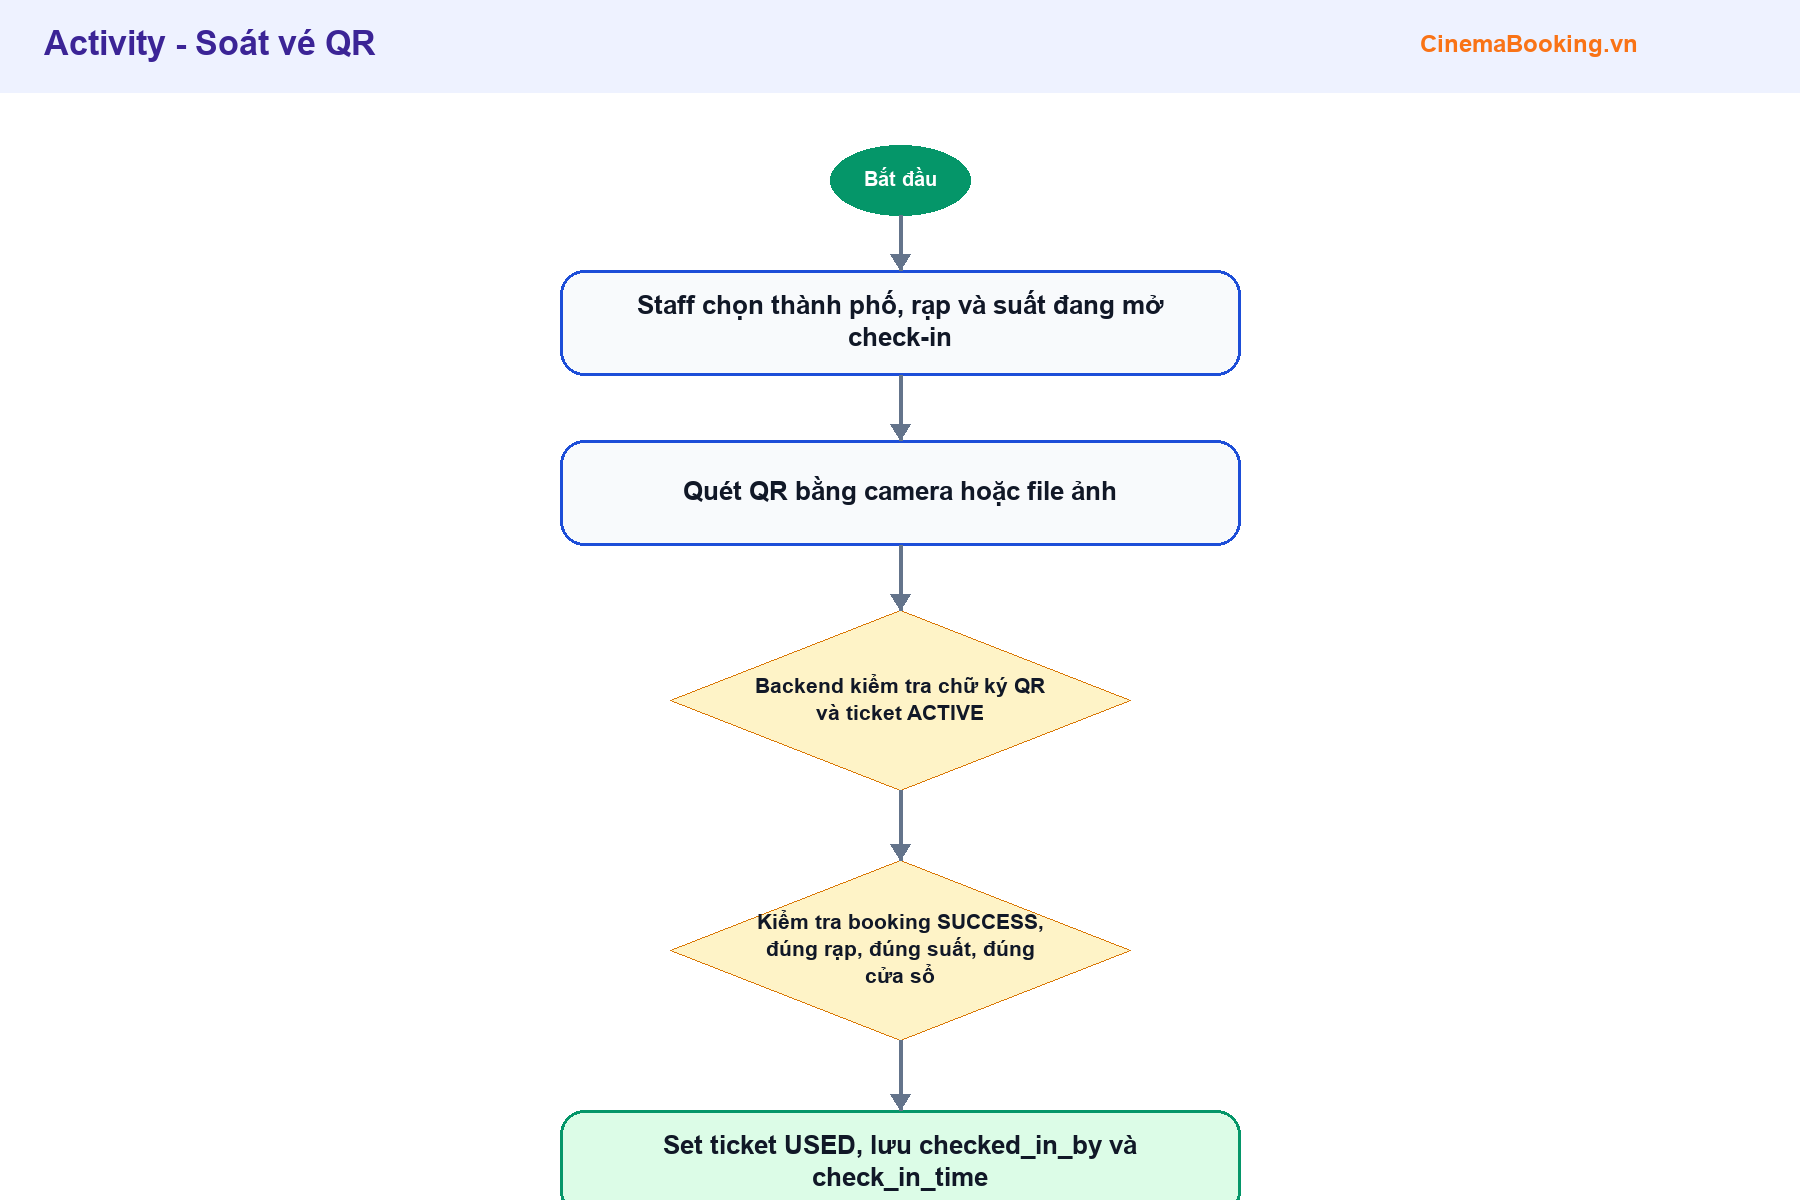 Activity - Soát vé QR
CinemaBooking.vn
Bắt đầu
Staff chọn thành phố, rạp và suất đang mở
check-in
Quét QR bằng camera hoặc file ảnh
Backend kiểm tra chữ ký QR
và ticket ACTIVE
Kiểm tra booking SUCCESS,
đúng rạp, đúng suất, đúng
cửa sổ
Set ticket USED, lưu checked_in_by và
check_in_time